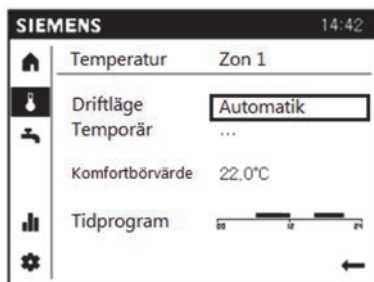 SIEMENS 14:42
Temperatur Zon 1
Driftläge Automatik
Temporär ...
Komfortbörvärde 22,0°C
Tidprogram
00 12 24